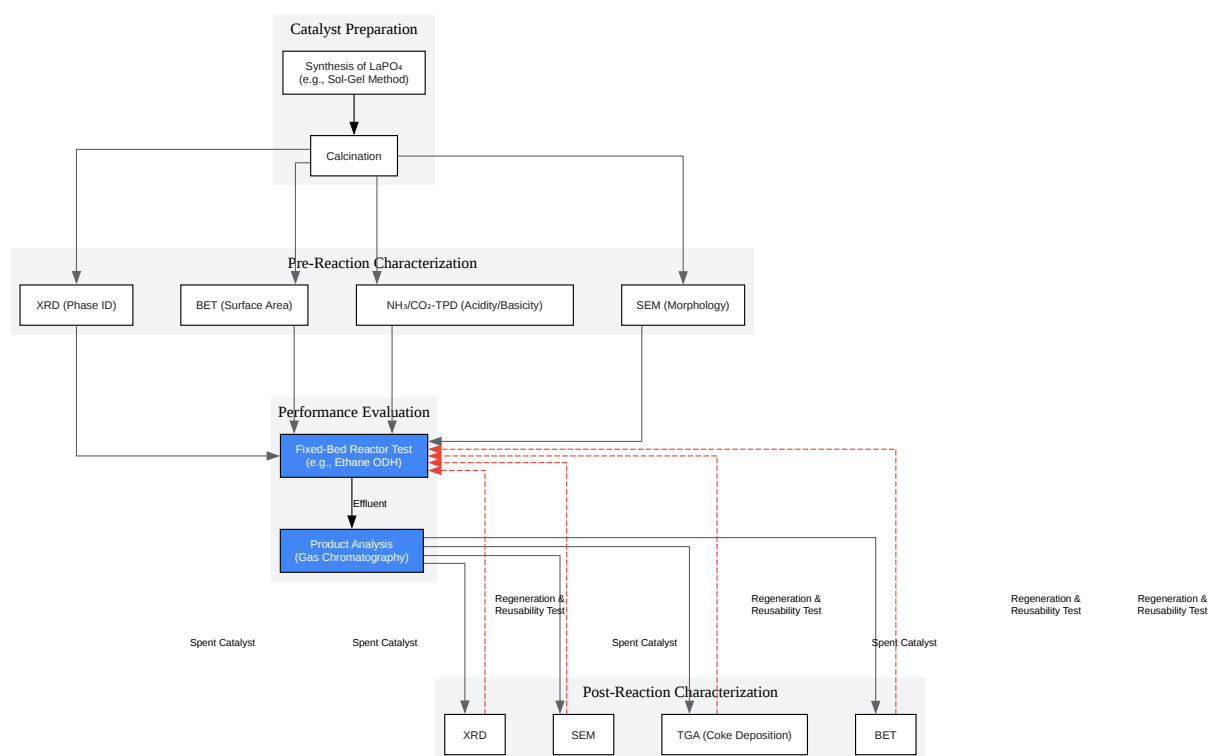 Catalyst Preparation
Synthesis of LaPO₄
(e.g., Sol-Gel Method)
Calcination
Pre-Reaction Characterization
XRD (Phase ID)
BET (Surface Area)
NH₃/CO₂-TPD (Acidity/Basicity)
SEM (Morphology)
Performance Evaluation
Fixed-Bed Reactor Test
(e.g., Ethane ODH)
Effluent
Product Analysis
(Gas Chromatography)
Regeneration &
Reusability Test
Regeneration &
Reusability Test
Regeneration &
Reusability Test
Regeneration &
Reusability Test
Spent Catalyst
Spent Catalyst
Spent Catalyst
Spent Catalyst
Post-Reaction Characterization
XRD
SEM
TGA (Coke Deposition)
BET